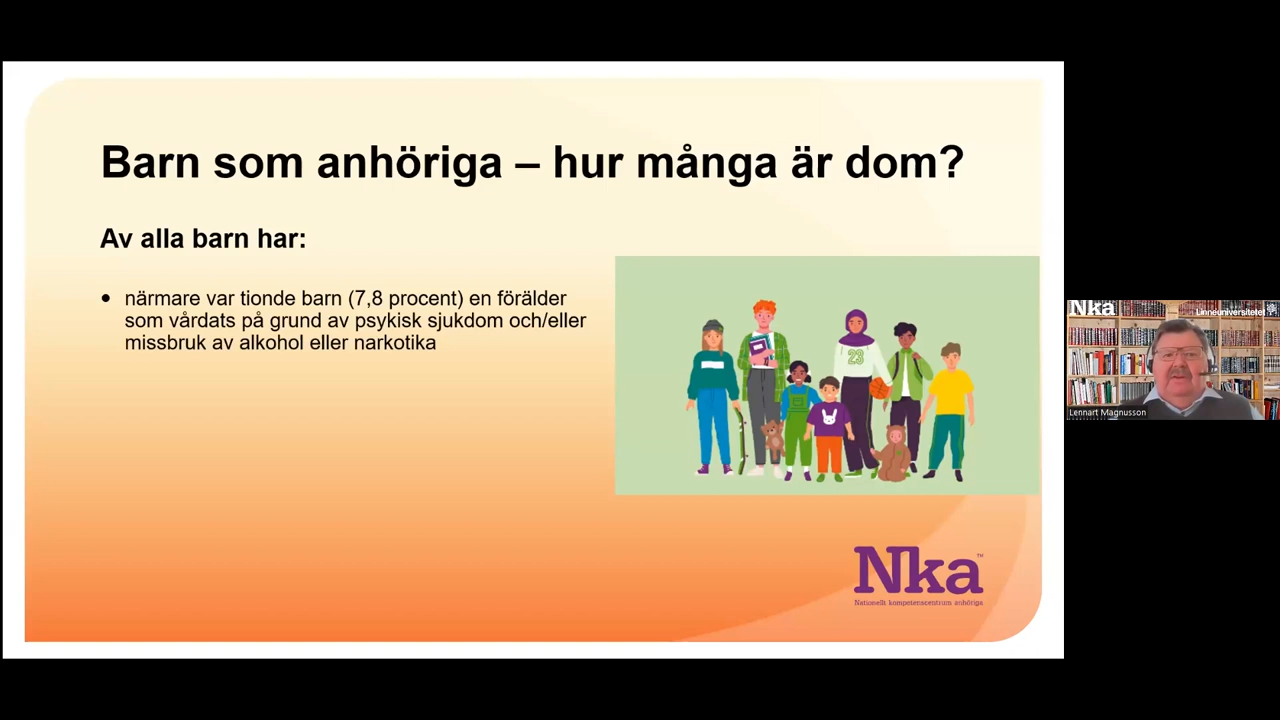 Barn som anhöriga – hur många är dom?
Av alla barn har:
• närmare var tionde barn (7,8 procent) en förälder
som vårdats på grund av psykisk sjukdom och/eller
missbruk av alkohol eller narkotika
23
Nka™
Nationellt kompetenscentrum anhöriga
Nka
Linnéuniversitetet
Lennart Magnusson